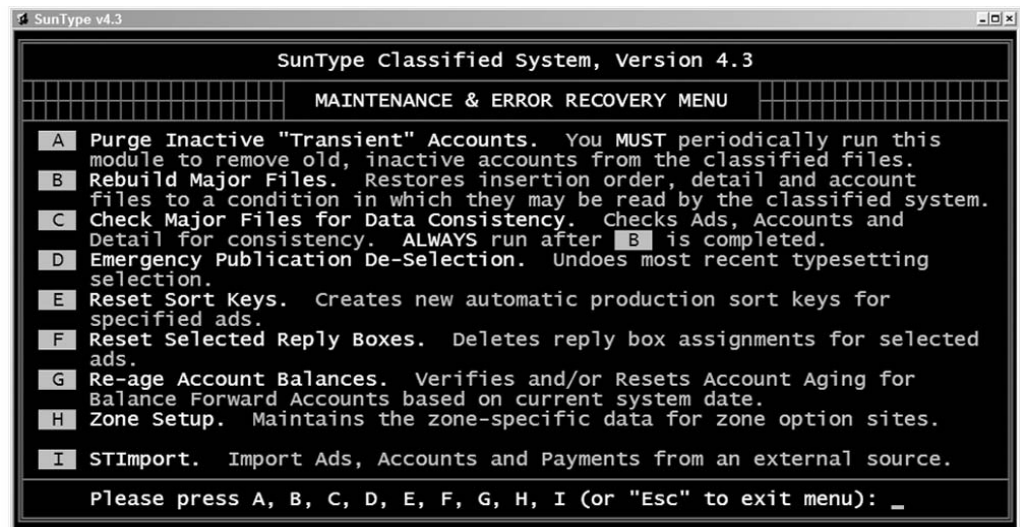 SunType v4.3
SunType Classified System, Version 4.3
MAINTENANCE & ERROR RECOVERY MENU
A Purge Inactive "Transient" Accounts. You MUST periodically run this
module to remove old, inactive accounts from the classified files.
B Rebuild Major Files. Restores insertion order, detail and account
files to a condition in which they may be read by the classified system.
C Check Major Files for Data Consistency. Checks Ads, Accounts and
Detail for consistency. ALWAYS run after B is completed.
D Emergency Publication De-Selection. Undoes most recent typesetting
selection.
E Reset Sort Keys. Creates new automatic production sort keys for
specified ads.
F Reset Selected Reply Boxes. Deletes reply box assignments for selected
ads.
G Re-age Account Balances. Verifies and/or Resets Account Aging for
Balance Forward Accounts based on current system date.
H Zone Setup. Maintains the zone-specific data for zone option sites.
I STImport. Import Ads, Accounts and Payments from an external source.
Please press A, B, C, D, E, F, G, H, I (or "Esc" to exit menu): _